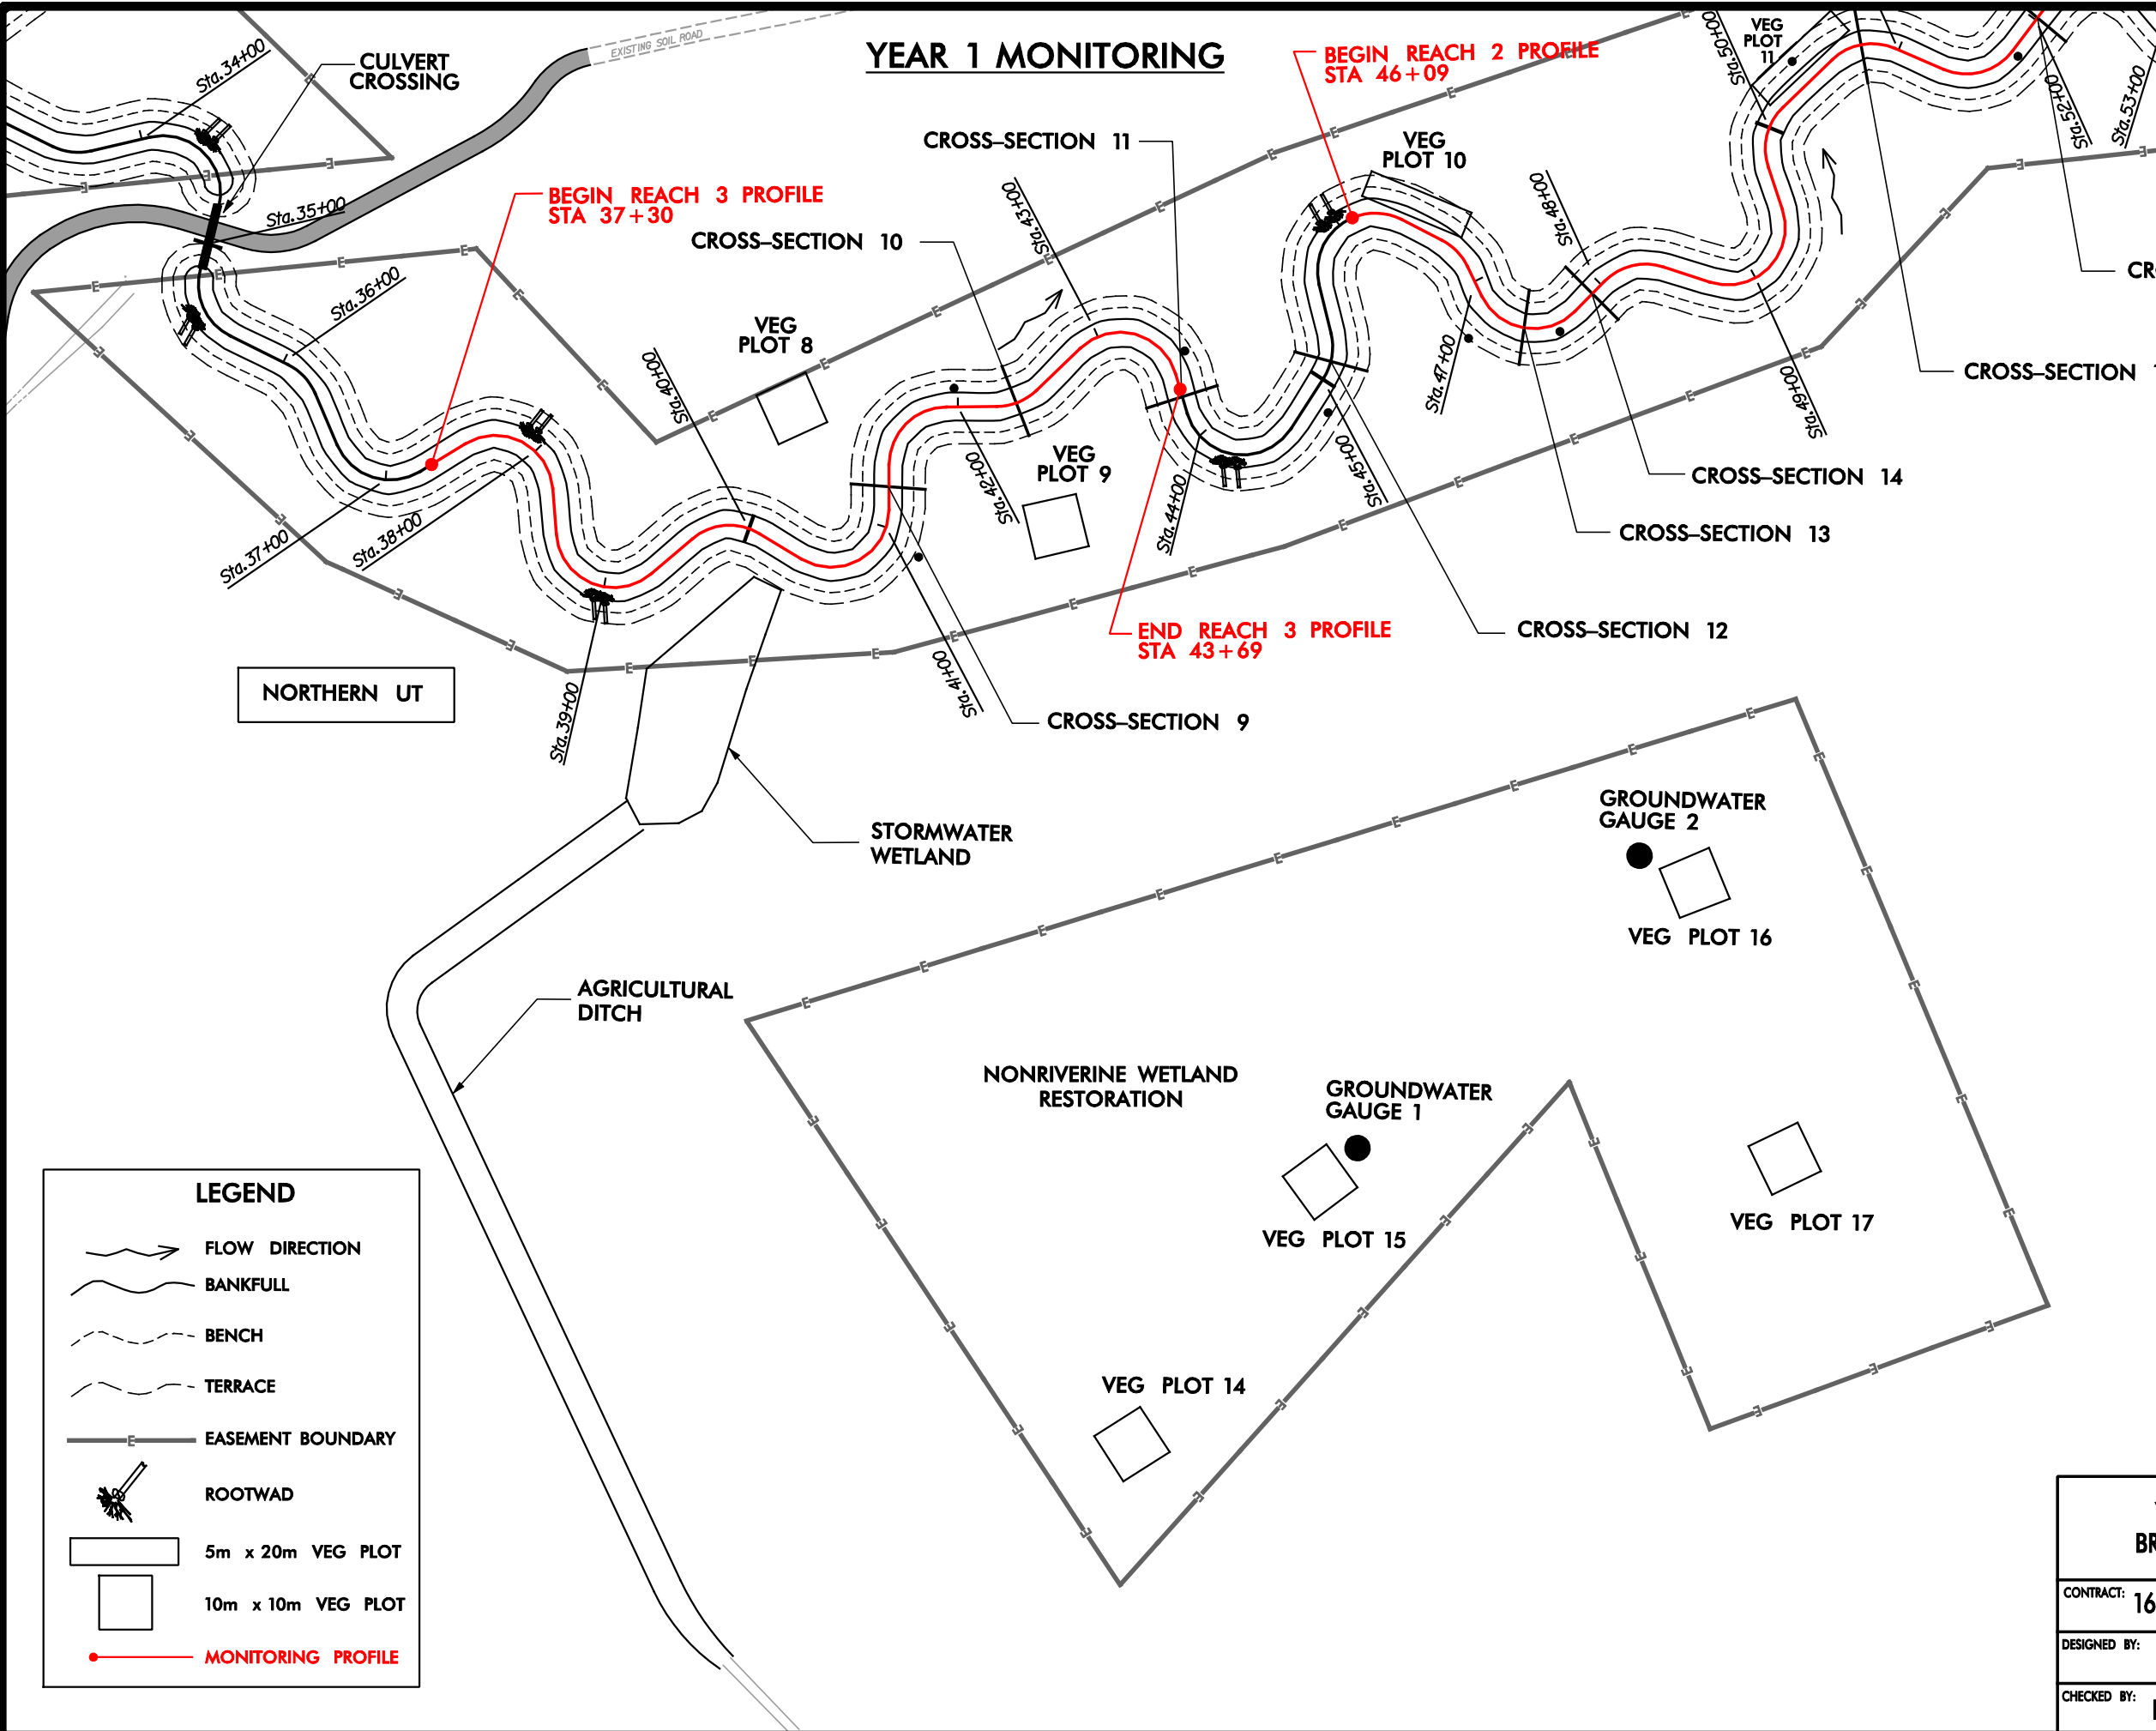 YEAR 1 MONITORING
EXISTING SOIL ROAD
Sta.34+00
CULVERT
CROSSING
BEGIN REACH 2 PROFILE
STA 46+09
VEG
PLOT
11
Sta.50+00
Sta.52+00
Sta.53+00
CROSS–SECTION 11
VEG
PLOT 10
Sta.35+00
BEGIN REACH 3 PROFILE
STA 37+30
CROSS–SECTION 10
Sta.43+00
Sta.48+00
Sta.36+00
VEG
PLOT 8
Sta.40+00
Sta.47+00
Sta.49+00
CR
CROSS–SECTION
VEG
PLOT 9
Sta.42+00
Sta.44+00
Sta.45+00
CROSS–SECTION 14
CROSS–SECTION 13
Sta.37+00
Sta.38+00
END REACH 3 PROFILE
STA 43+69
CROSS–SECTION 12
NORTHERN UT
Sta.39+00
Sta.41+00
CROSS–SECTION 9
STORMWATER
WETLAND
GROUNDWATER
GAUGE 2
VEG PLOT 16
AGRICULTURAL
DITCH
NONRIVERINE WETLAND
RESTORATION
GROUNDWATER
GAUGE 1
VEG PLOT 15
VEG PLOT 17
VEG PLOT 14
LEGEND
FLOW DIRECTION
BANKFULL
BENCH
TERRACE
E EASEMENT BOUNDARY
ROOTWAD
5m x 20m VEG PLOT
10m x 10m VEG PLOT
MONITORING PROFILE
BR
CONTRACT: 16
DESIGNED BY:
CHECKED BY: